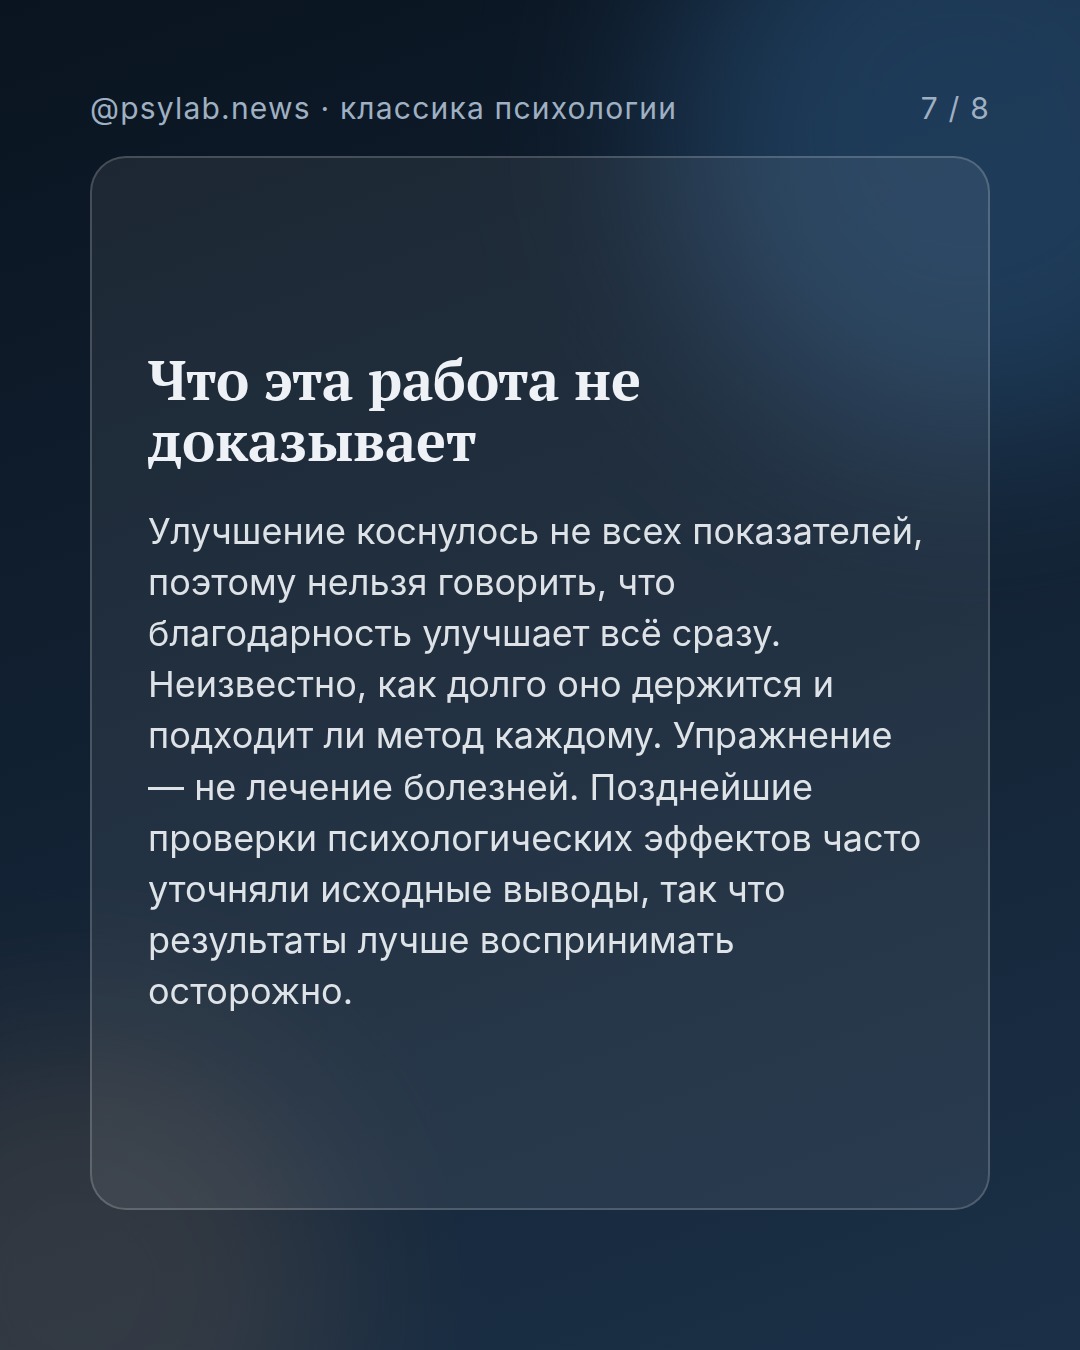 @psylab.news · классика психологии
7 / 8
Что эта работа не
доказывает
Улучшение коснулось не всех показателей,
поэтому нельзя говорить, что
благодарность улучшает всё сразу.
Неизвестно, как долго оно держится и
подходит ли метод каждому. Упражнение
— не лечение болезней. Позднейшие
проверки психологических эффектов часто
уточняли исходные выводы, так что
результаты лучше воспринимать
осторожно.